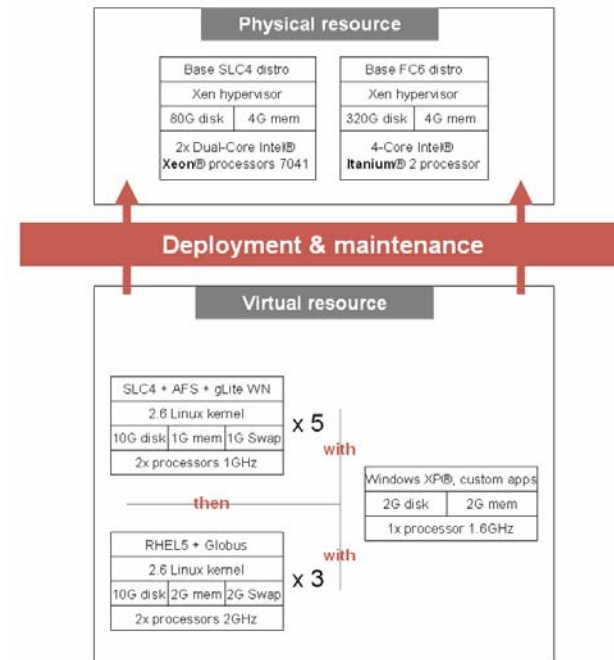 Physical resource
Base SLC4 distro
Xen hypervisor
80G disk 4G mem
2x Dual-Core Intel®
Xeon® processors 7041
Base FC6 distro
Xen hypervisor
320G disk 4G mem
4-Core Intel®
Itanium® 2 processor
Deployment & maintenance
Virtual resource
SLC4 + AFS + gLite WN
2.6 Linux kernel
10G disk 1G mem 1G Swap
2x processors 1GHz
x 5
with
Windows XP®, custom apps
2G disk 2G mem
1x processor 1.6GHz
then
RHEL5 + Globus
2.6 Linux kernel
10G disk 2G mem 2G Swap
2x processors 2GHz
x 3
with